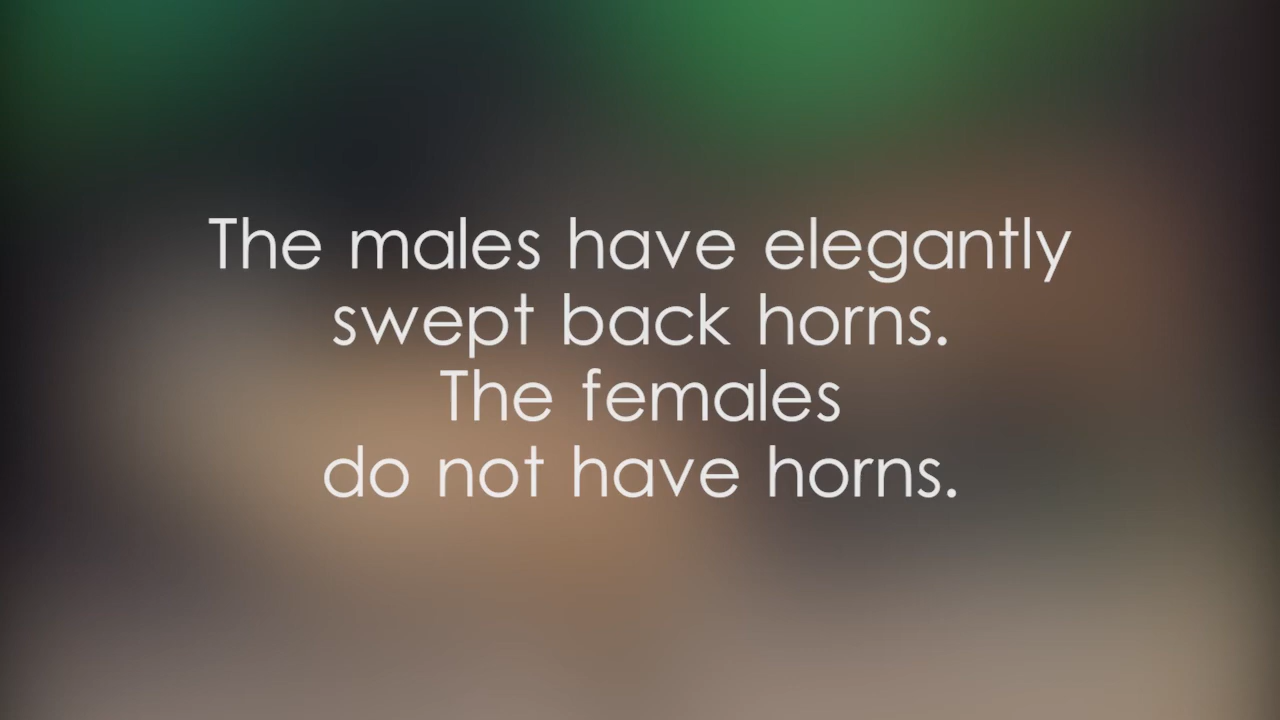 The males have elegantly
swept back horns.
The females
do not have horns.